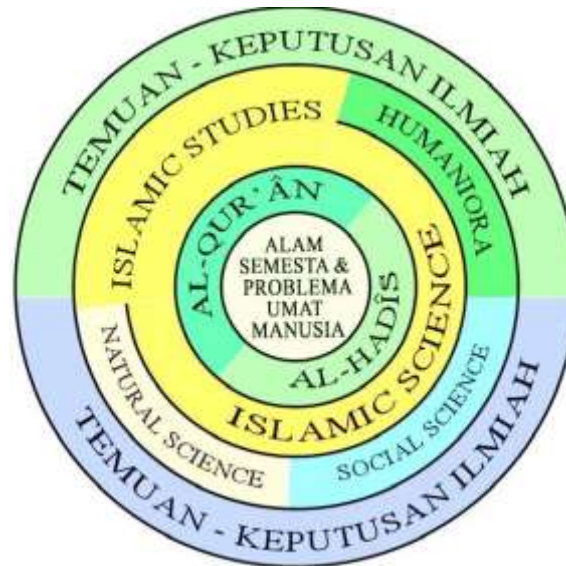 TEMUAN - KEPUTUSAN ILMIAH
ISLAMIC STUDIES
HUMANIORA
AL-QUR'ÂN
ALAM
SEMESTA &
PROBLEMA
UMAT
MANUSIA
AL-HADÎS
ISLAMIC SCIENCE
NATURAL SCIENCE
SOCIAL SCIENCE
TEMUAN - KEPUTUSAN ILMIAH